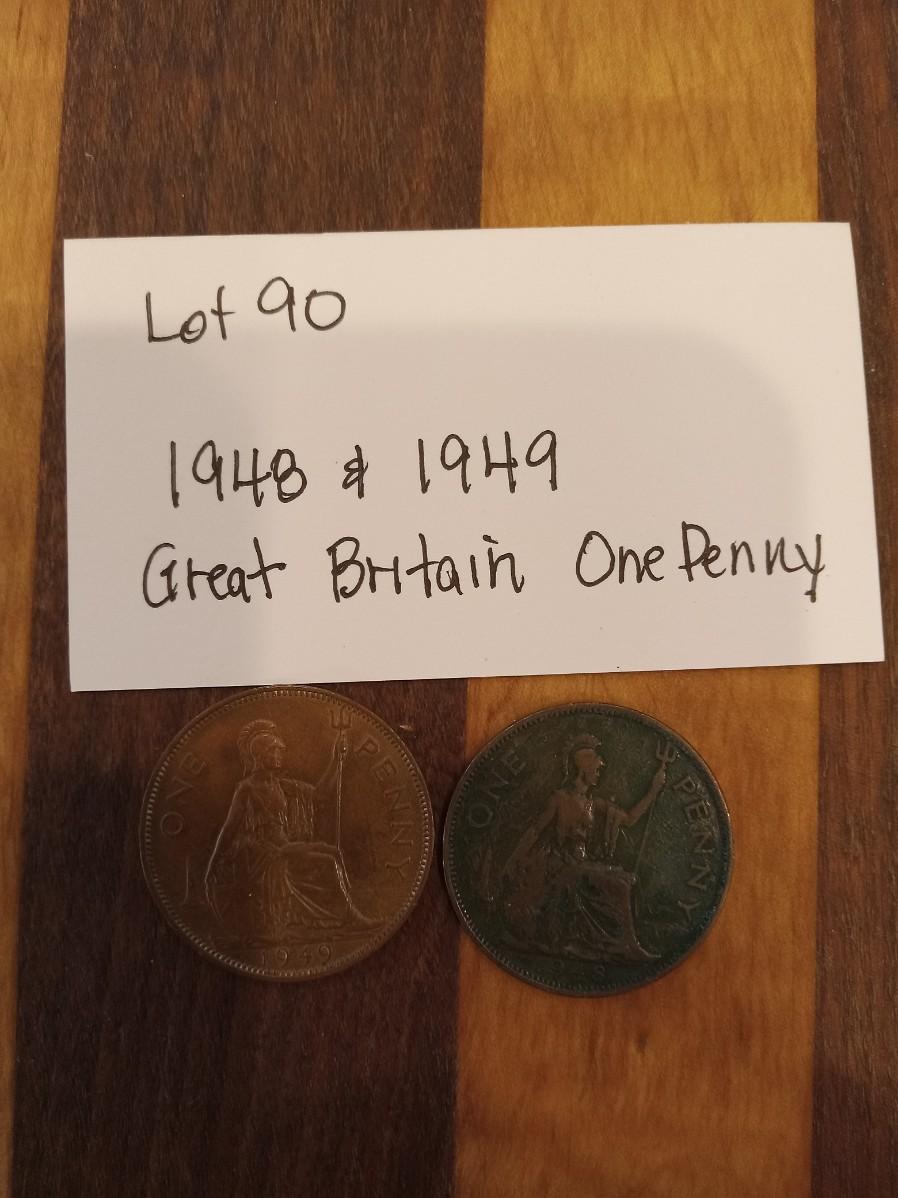 Lot 90
1948 & 1949
Great Britain One Penny
ONE PENNY
1949
ONE PENNY